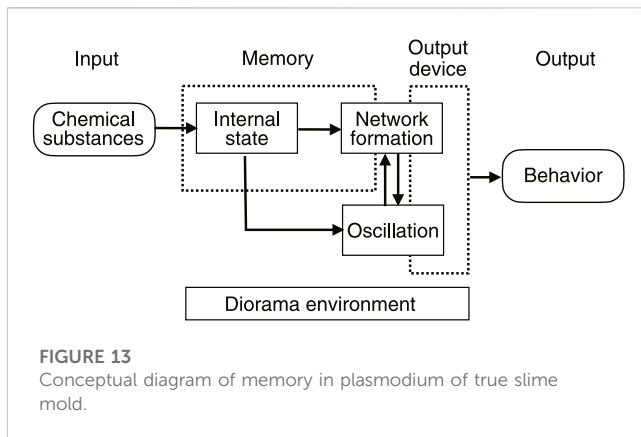 Input
Memory
Output
device
Output
Chemical
substances
Internal
state
Network
formation
Behavior
Oscillation
Diorama environment
FIGURE 13
Conceptual diagram of memory in plasmodium of true slime
mold.